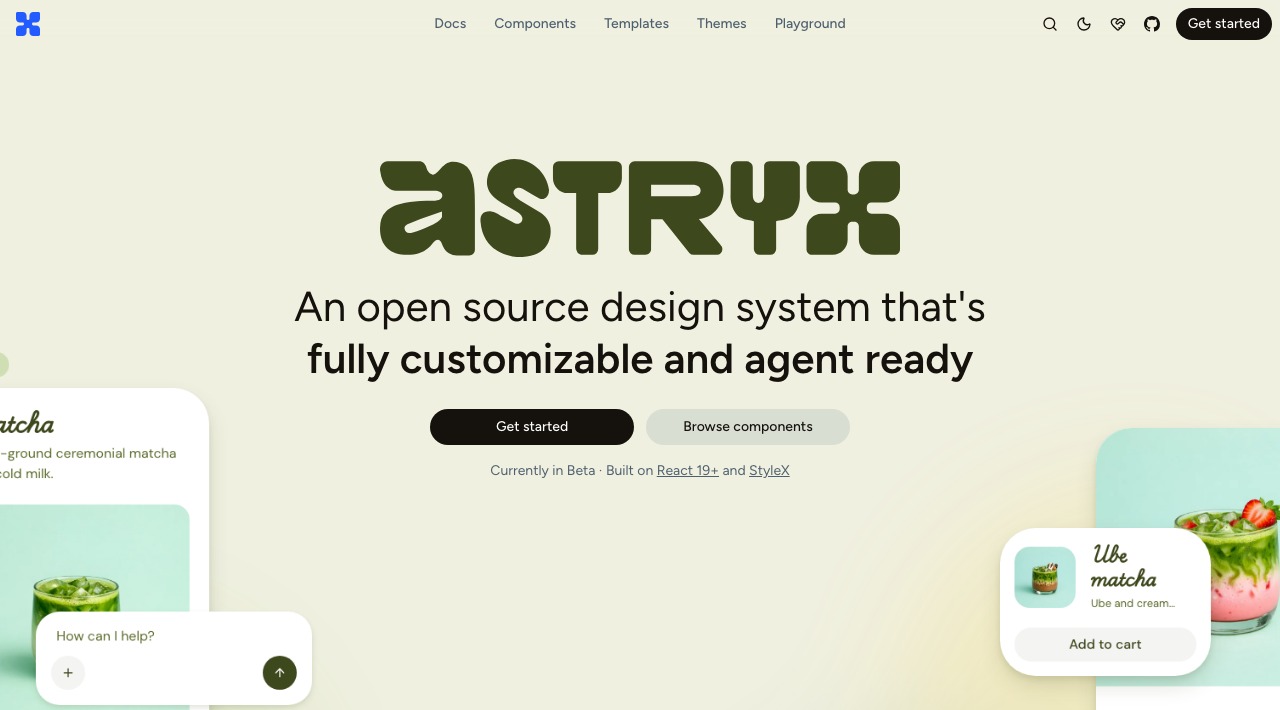 Docs
Components
Templates
Themes
Playground
Get started
aSTRYX
An open source design system that's
fully customizable and agent ready
Get started
Browse components
Currently in Beta · Built on React 19+ and StyleX
atcha
-ground ceremonial matcha
cold milk.
How can I help?
Ube
matcha
Ube and cream...
Add to cart